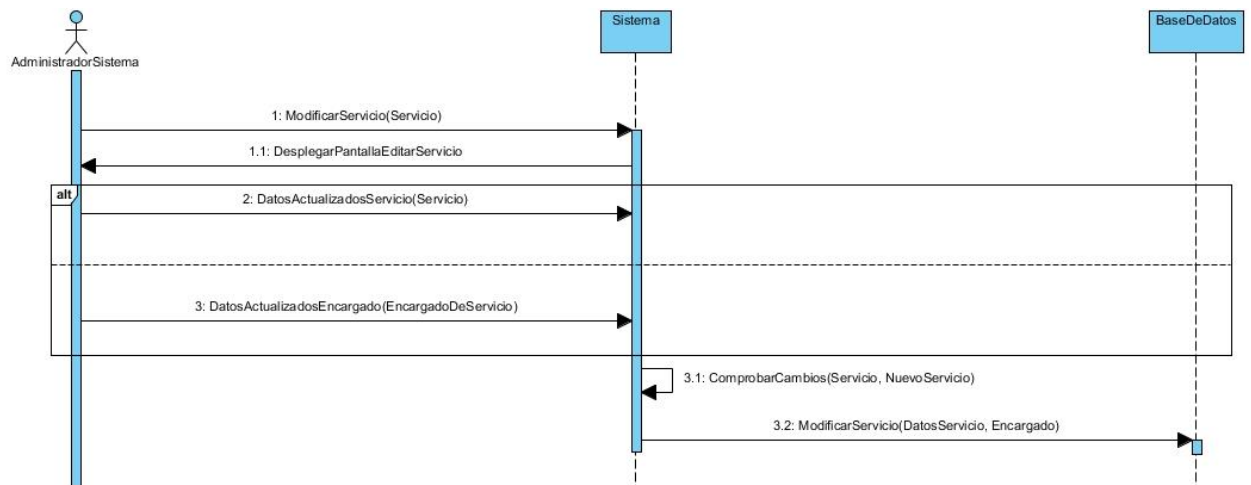 AdministradorSistema
Sistema
BaseDeDatos
1: ModificarServicio(Servicio)
1.1: DesplegarPantallaEditarServicio
alt
2: DatosActualizadosServicio(Servicio)
3: DatosActualizadosEncargado(EncargadoDeServicio)
3.1: ComprobarCambios(Servicio, NuevoServicio)
3.2: ModificarServicio(DatosServicio, Encargado)